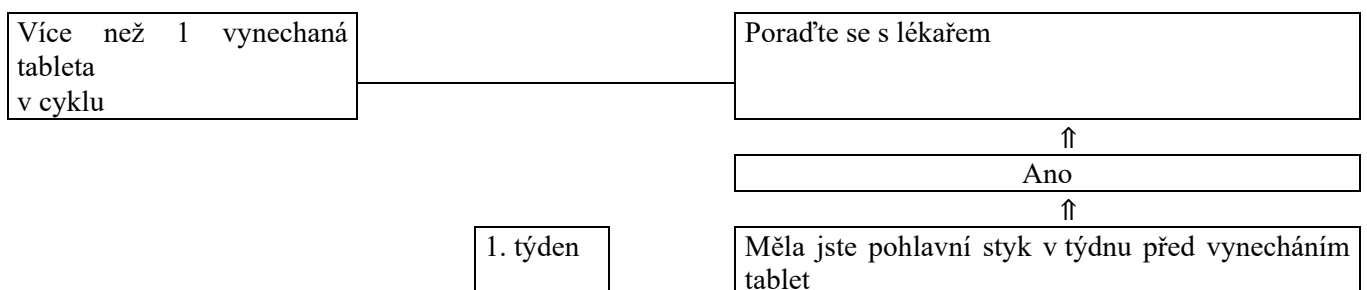 Více než 1 vynechaná
tableta
v cyklu
Poraďte se s lékařem
⇑
Ano
⇑
1. týden
Měla jste pohlavní styk v týdnu před vynecháním
tablet